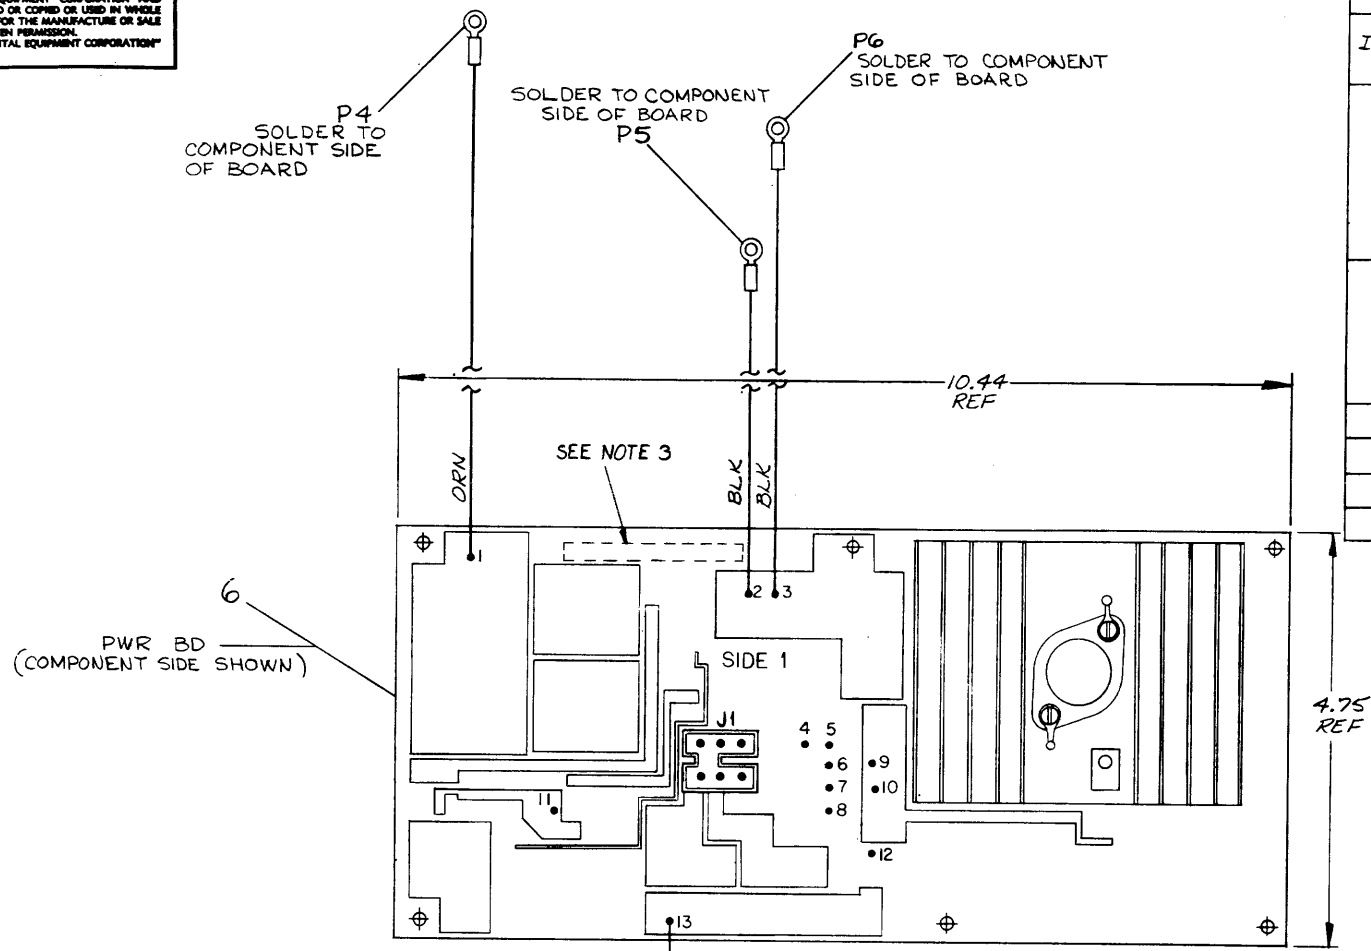 EQUIPMENT CORPORATION AND
D OR COPIED OR USED IN WHOLE
FOR THE MANUFACTURE OR SALE
EN PERMISSION.
TAL EQUIPMENT CORPORATION"
I
P6
SOLDER TO COMPONENT
SIDE OF BOARD
SOLDER TO COMPONENT
SIDE OF BOARD
P5
P4
SOLDER TO
COMPONENT SIDE
OF BOARD
10.44
REF
ORN
SEE NOTE 3
BLK
BLK
1
2
3
6
PWR BD
(COMPONENT SIDE SHOWN)
SIDE 1
4.75
REF
J1
4
5
6
7
8
9
10
11
12
13